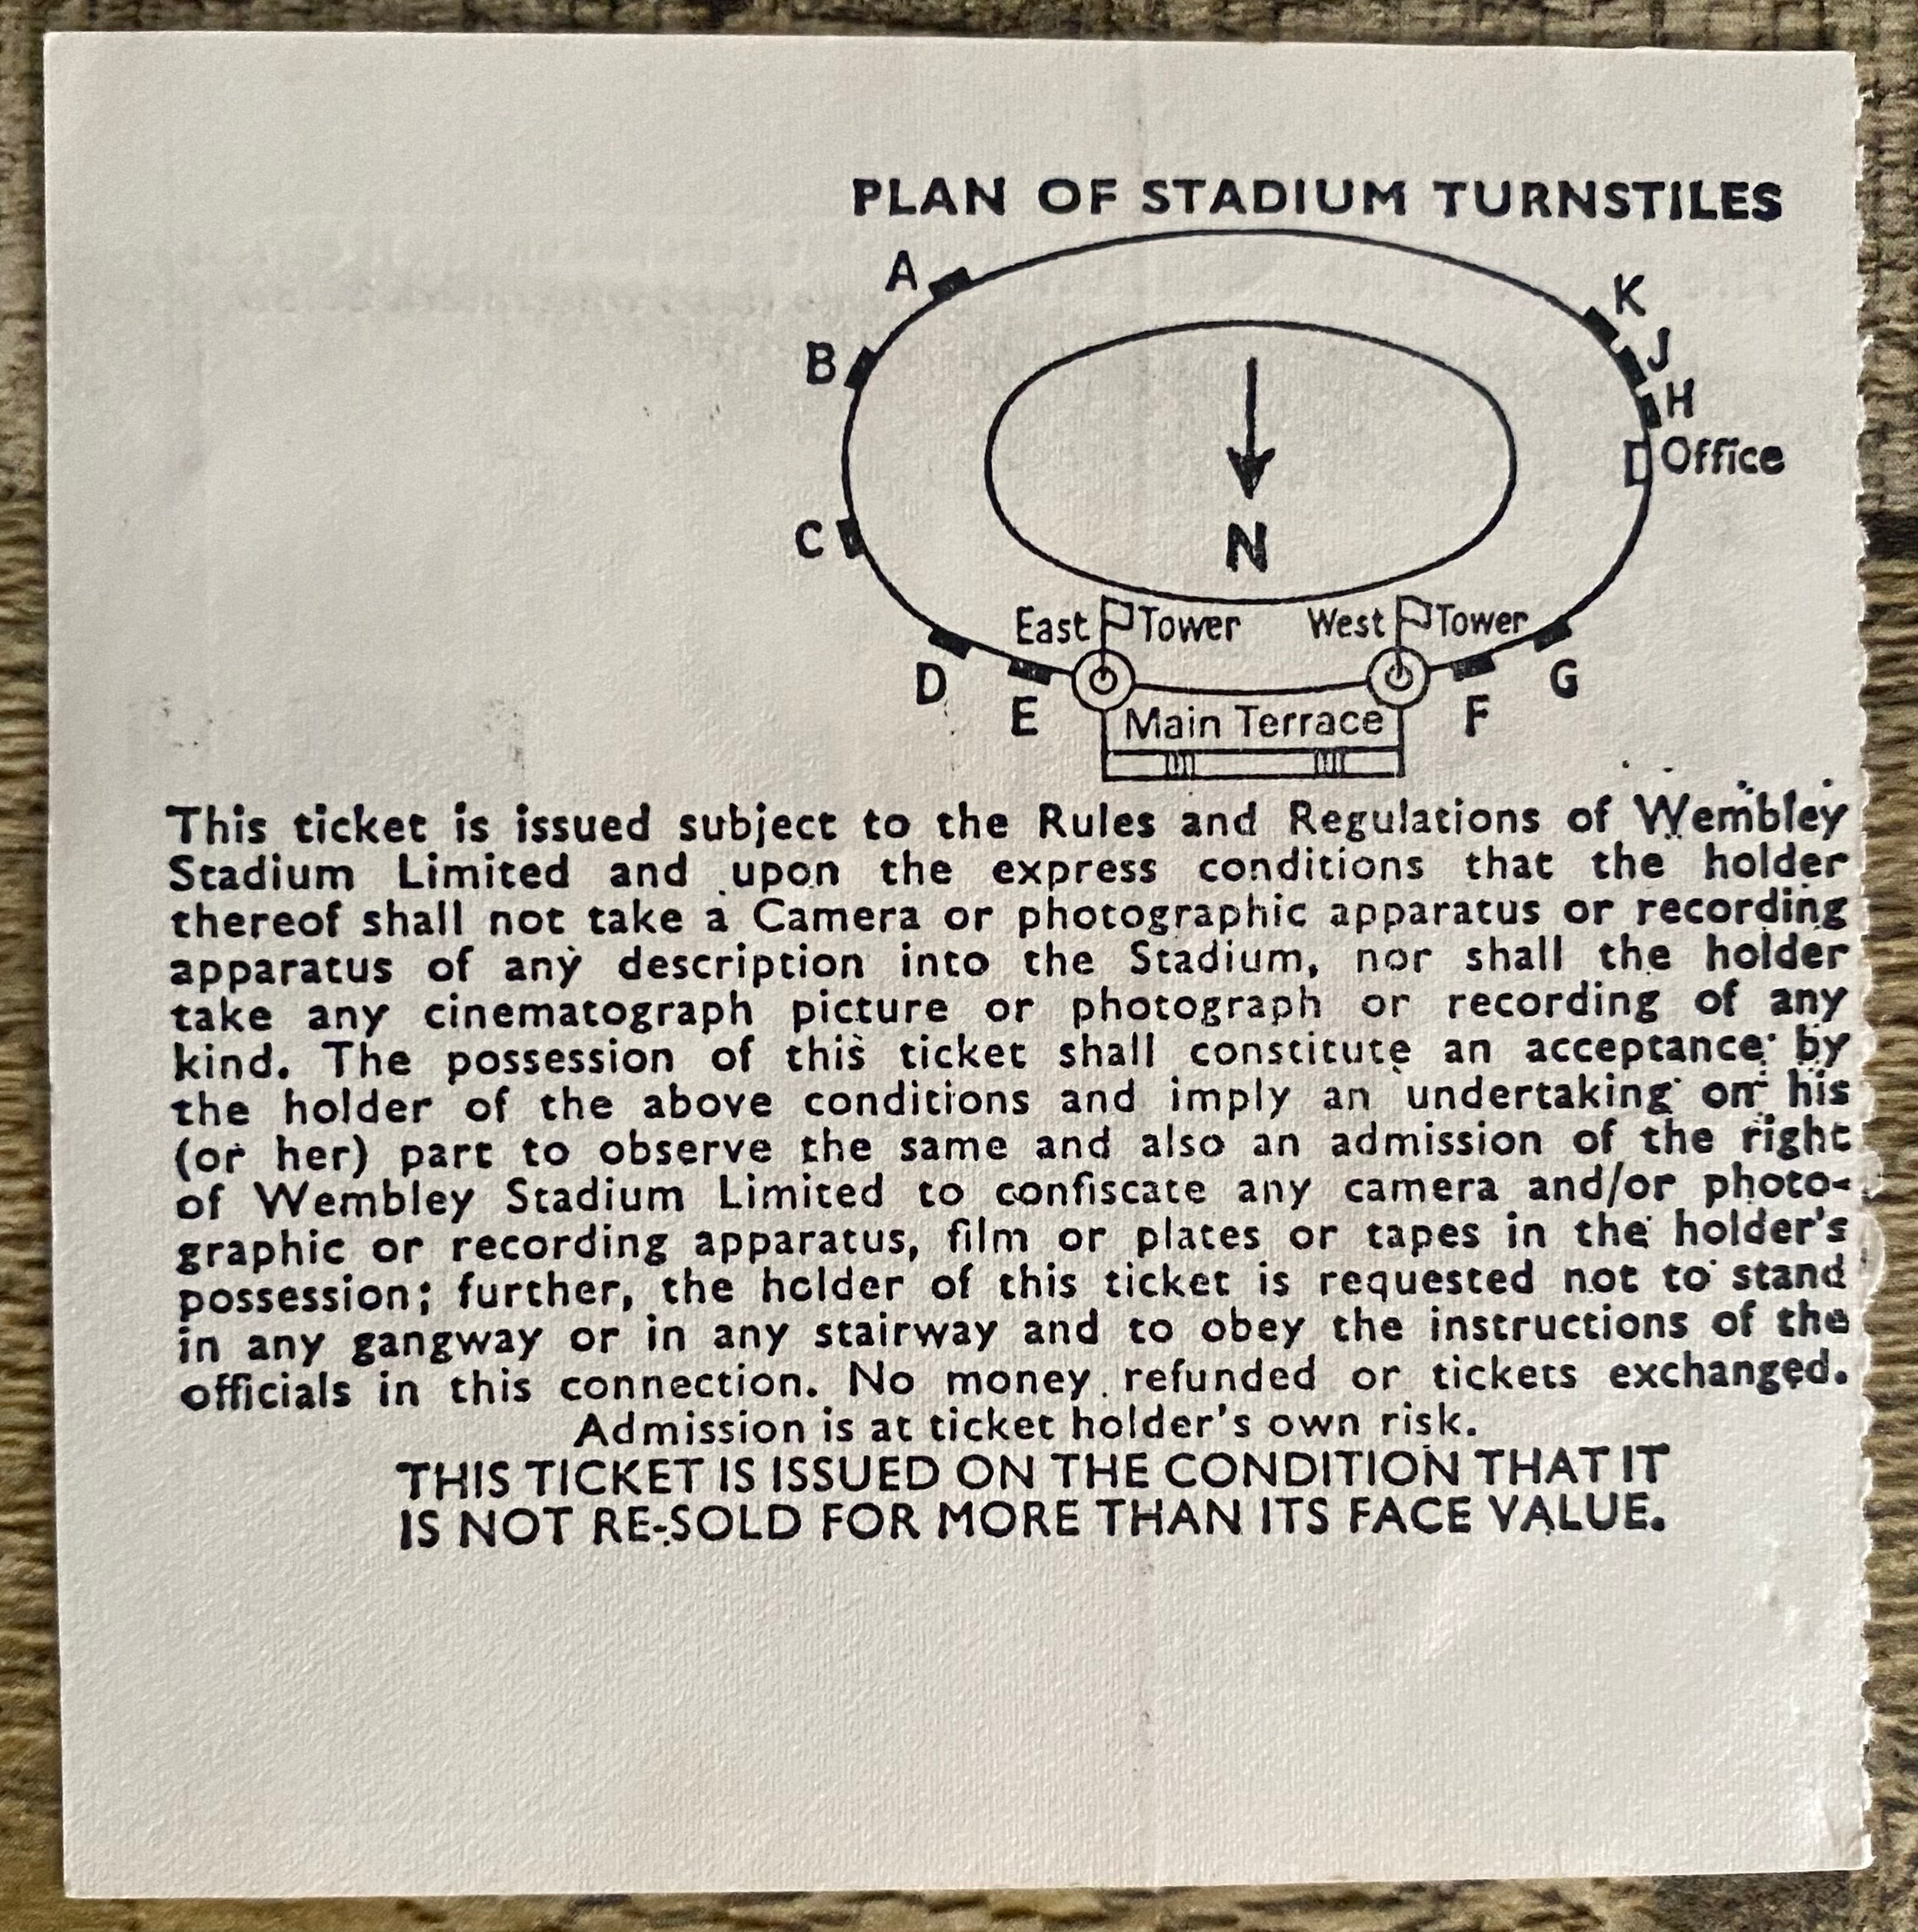 PLAN OF STADIUM TURNSTILES
A
K
B
J
H
Office
C
N
East Tower West Tower
D
G
E
F
Main Terrace
This ticket is issued subject to the Rules and Regulations of Wembley
Stadium Limited and upon the express conditions that the holder
thereof shall not take a Camera or photographic apparatus or recording
apparatus of any description into the Stadium, nor shall the holder
take any cinematograph picture or photograph or recording of any
kind. The possession of this ticket shall constitute an acceptance by
the holder of the above conditions and imply an undertaking on his
(or her) part to observe the same and also an admission of the right
of Wembley Stadium Limited to confiscate any camera and/or photo-
graphic or recording apparatus, film or plates or tapes in the holder's
possession; further, the holder of this ticket is requested not to stand
in any gangway or in any stairway and to obey the instructions of the
officials in this connection. No money refunded or tickets exchanged.
Admission is at ticket holder's own risk.
THIS TICKET IS ISSUED ON THE CONDITION THAT IT
IS NOT RE-SOLD FOR MORE THAN ITS FACE VALUE.